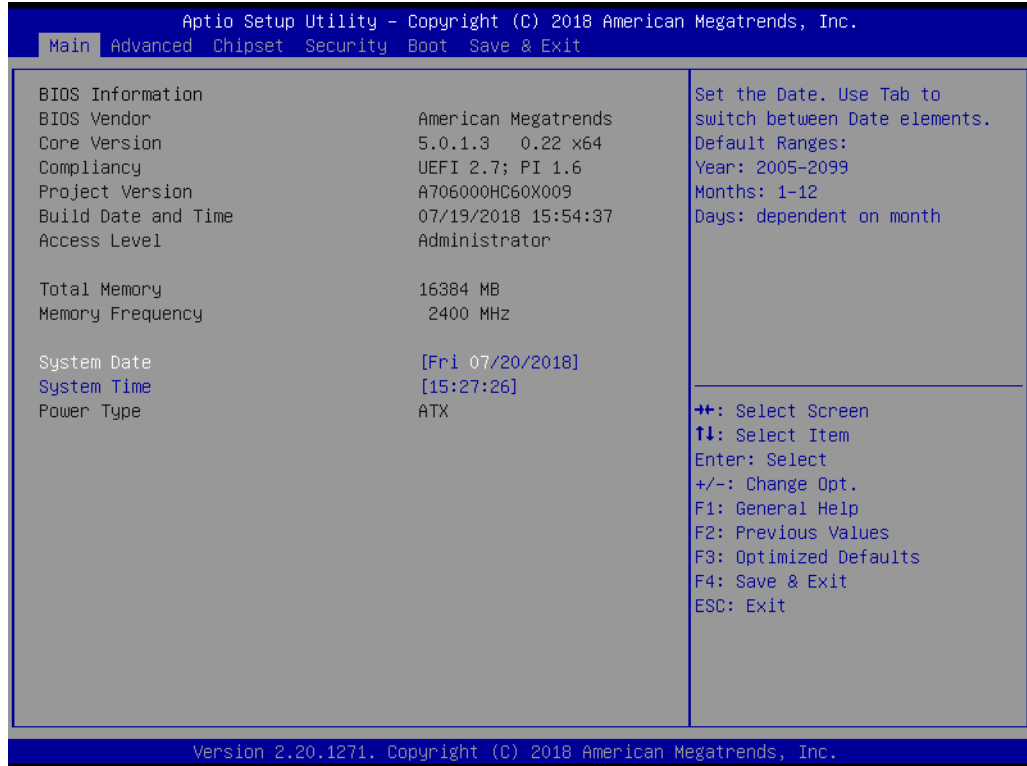 Aptio Setup Utility – Copyright (C) 2018 American Megatrends, Inc.
Main Advanced Chipset Security Boot Save & Exit
BIOS Information
BIOS Vendor American Megatrends
Core Version 5.0.1.3 0.22 x64
Compliancy UEFI 2.7; PI 1.6
Project Version A706000HC60X009
Build Date and Time 07/19/2018 15:54:37
Access Level Administrator
Total Memory 16384 MB
Memory Frequency 2400 MHz
System Date [Fri 07/20/2018]
System Time [15:27:26]
Power Type ATX
Set the Date. Use Tab to
switch between Date elements.
Default Ranges:
Year: 2005-2099
Months: 1-12
Days: dependent on month
→←: Select Screen
↑↓: Select Item
Enter: Select
+/-: Change Opt.
F1: General Help
F2: Previous Values
F3: Optimized Defaults
F4: Save & Exit
ESC: Exit
Version 2.20.1271. Copyright (C) 2018 American Megatrends, Inc.